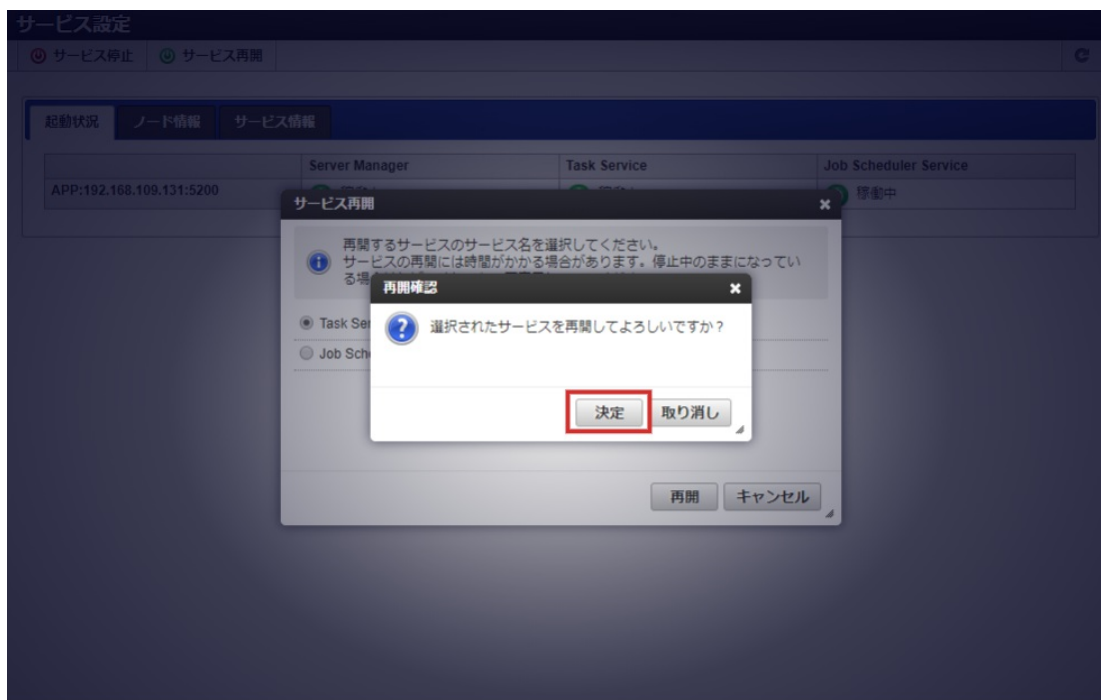 サービス設定
サービス停止 サービス再開
起動状況 ノード情報 サービス情報
Server Manager Task Service Job Scheduler Service
APP:192.168.109.131:5200 稼働中
サービス再開
再開するサービスのサービス名を選択してください。
サービスの再開には時間がかかる場合があります。停止中のままになってい
る場
再開確認
Task Ser
選択されたサービスを再開してよろしいですか?
Job Sch
決定 取り消し
再開 キャンセル